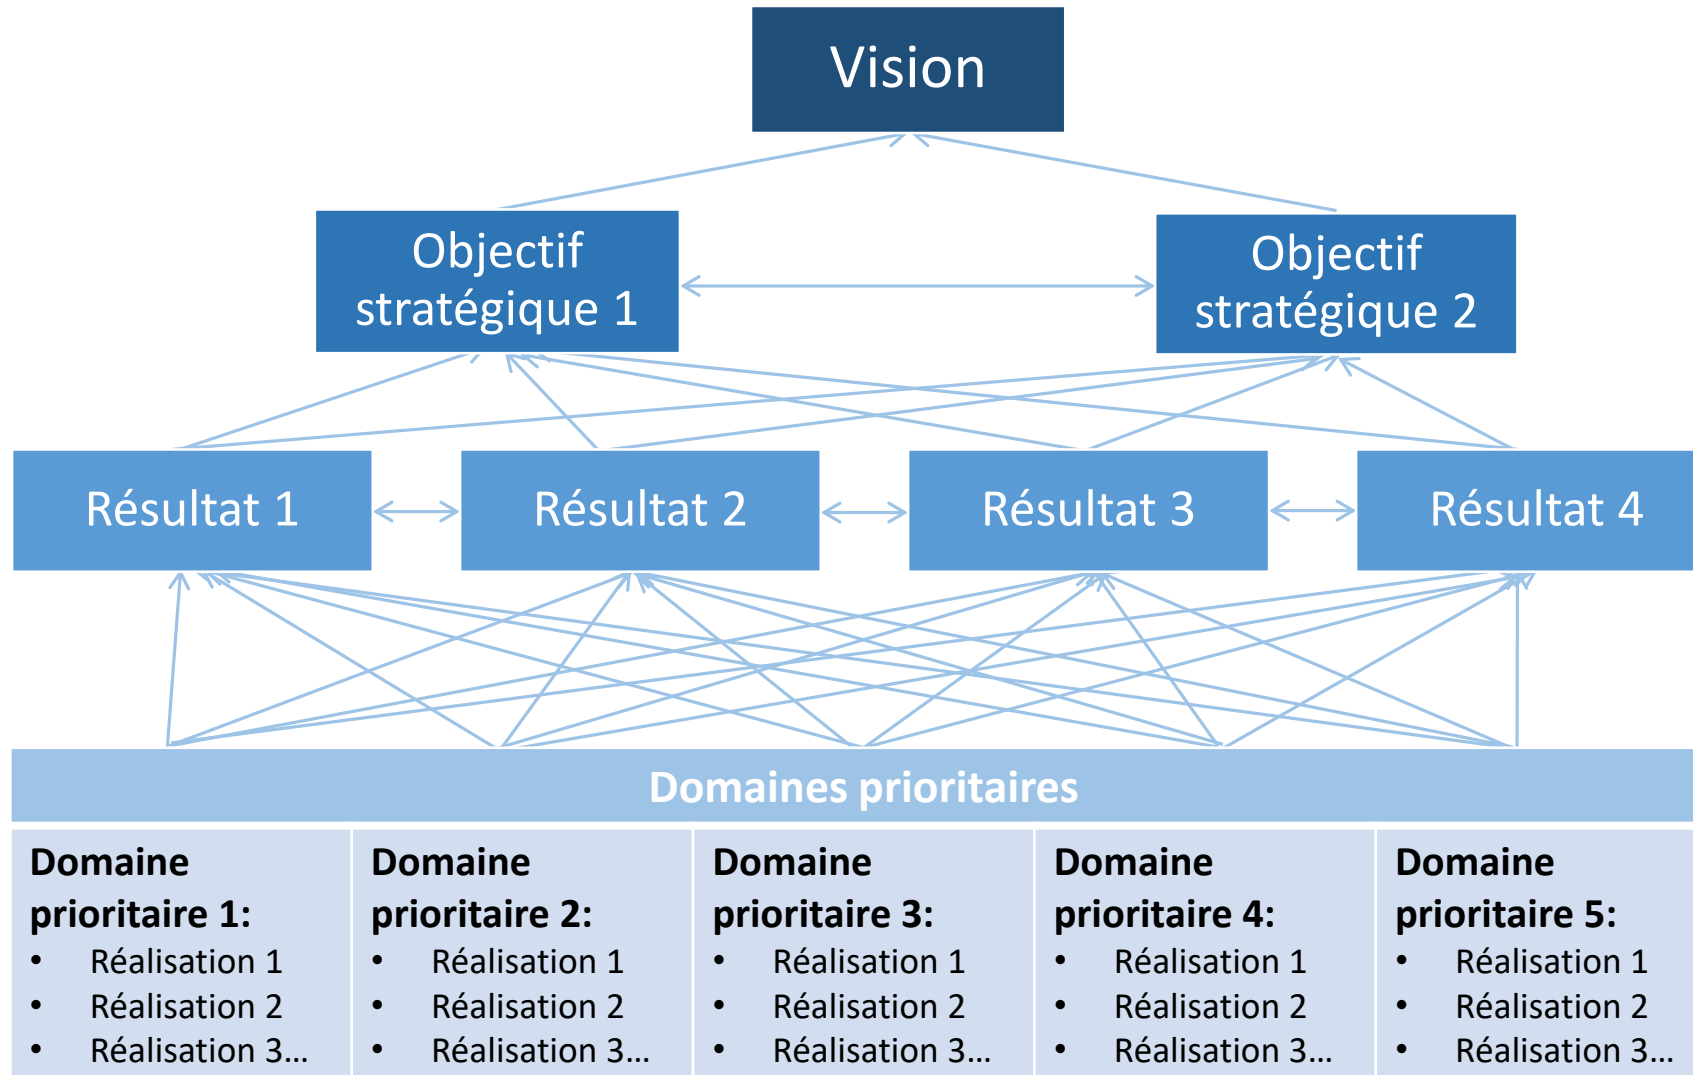 Vision
Objectif
stratégique 1
Objectif
stratégique 2
Résultat 1
Résultat 2
Résultat 3
Résultat 4
Domaines prioritaires
Domaine
prioritaire 1:
• Réalisation 1
• Réalisation 2
• Réalisation 3...
Domaine
prioritaire 2:
• Réalisation 1
• Réalisation 2
• Réalisation 3...
Domaine
prioritaire 3:
• Réalisation 1
• Réalisation 2
• Réalisation 3...
Domaine
prioritaire 4:
• Réalisation 1
• Réalisation 2
• Réalisation 3...
Domaine
prioritaire 5:
• Réalisation 1
• Réalisation 2
• Réalisation 3...